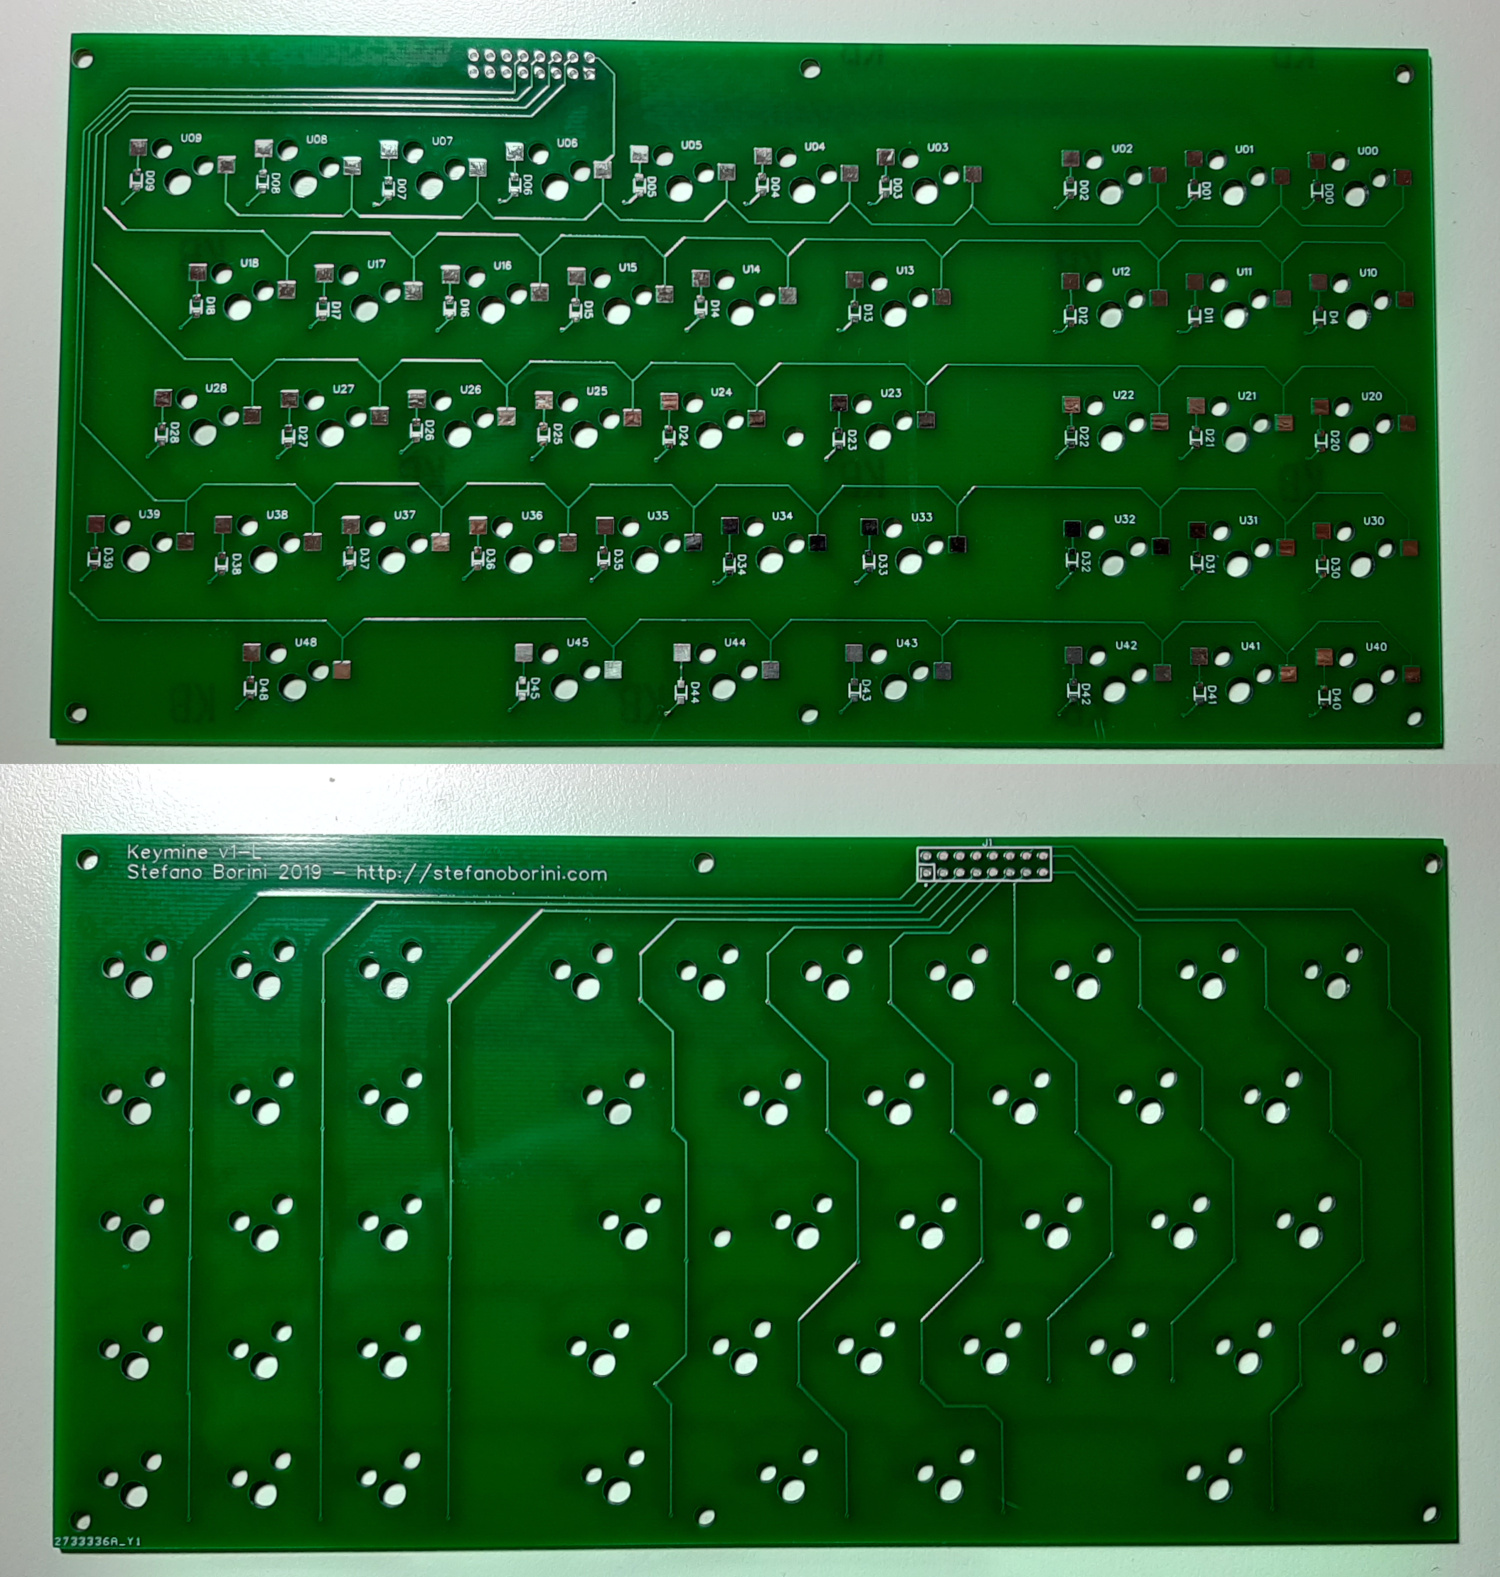 U09 U08 U07 U06 U05 U04 U03 U02 U01 U00
D09 D08 D07 D06 D05 D04 D03 D02 D01 D00
U18 U17 U16 U15 U14 U13 U12 U11 U10
D18 D17 D16 D15 D14 D13 D12 D11 D4
U28 U27 U26 U25 U24 U23 U22 U21 U20
D28 D27 D26 D25 D24 D23 D22 D21 D20
U39 U38 U37 U36 U35 U34 U33 U32 U31 U30
D39 D38 D37 D36 D35 D34 D33 D32 D31 D30
U48 U45 U44 U43 U42 U41 U40
D48 D45 D44 D43 D42 D41 D40
Keymine v1-L
Stefano Borini 2019 - http://stefanoborini.com
J1
2733336A_Y1